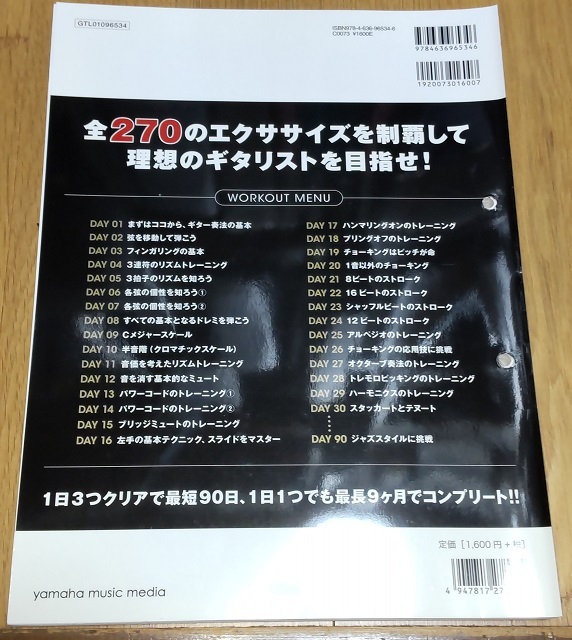 GTL01096534
ISBN978-4-636-96534-6
C0073 ¥1600E
9784636965346
1920073016007
全270のエクササイズを制覇して
理想のギタリストを目指せ！
WORKOUT MENU
DAY 01 まずはココから、ギター奏法の基本
DAY 02 弦を移動して弾こう
DAY 03 フィンガリングの基本
DAY 04 3連符のリズムトレーニング
DAY 05 3拍子のリズムを知ろう
DAY 06 各弦の個性を知ろう①
DAY 07 各弦の個性を知ろう②
DAY 08 すべての基本となるドレミを弾こう
DAY 09 Cメジャースケール
DAY 10 半音階（クロマチックスケール）
DAY 11 音価を考えたリズムトレーニング
DAY 12 音を消す基本的なミュート
DAY 13 パワーコードのトレーニング①
DAY 14 パワーコードのトレーニング②
DAY 15 ブリッジミュートのトレーニング
DAY 16 左手の基本テクニック、スライドをマスター
DAY 17 ハンマリングオンのトレーニング
DAY 18 プリングオフのトレーニング
DAY 19 チョーキングはピッチが命
DAY 20 1音以外のチョーキング
DAY 21 8ビートのストローク
DAY 22 16ビートのストローク
DAY 23 シャッフルビートのストローク
DAY 24 12ビートのストローク
DAY 25 アルペジオのトレーニング
DAY 26 チョーキングの応用技に挑戦
DAY 27 オクターブ奏法のトレーニング
DAY 28 トレモロピッキングのトレーニング
DAY 29 ハーモニクスのトレーニング
DAY 30 スタッカートとテヌート
DAY 90 ジャズスタイルに挑戦
1日3つクリアで最短90日、1日1つでも最長9ヶ月でコンプリート!!
定価［1,600円＋税］
4 947817 27
yamaha music media